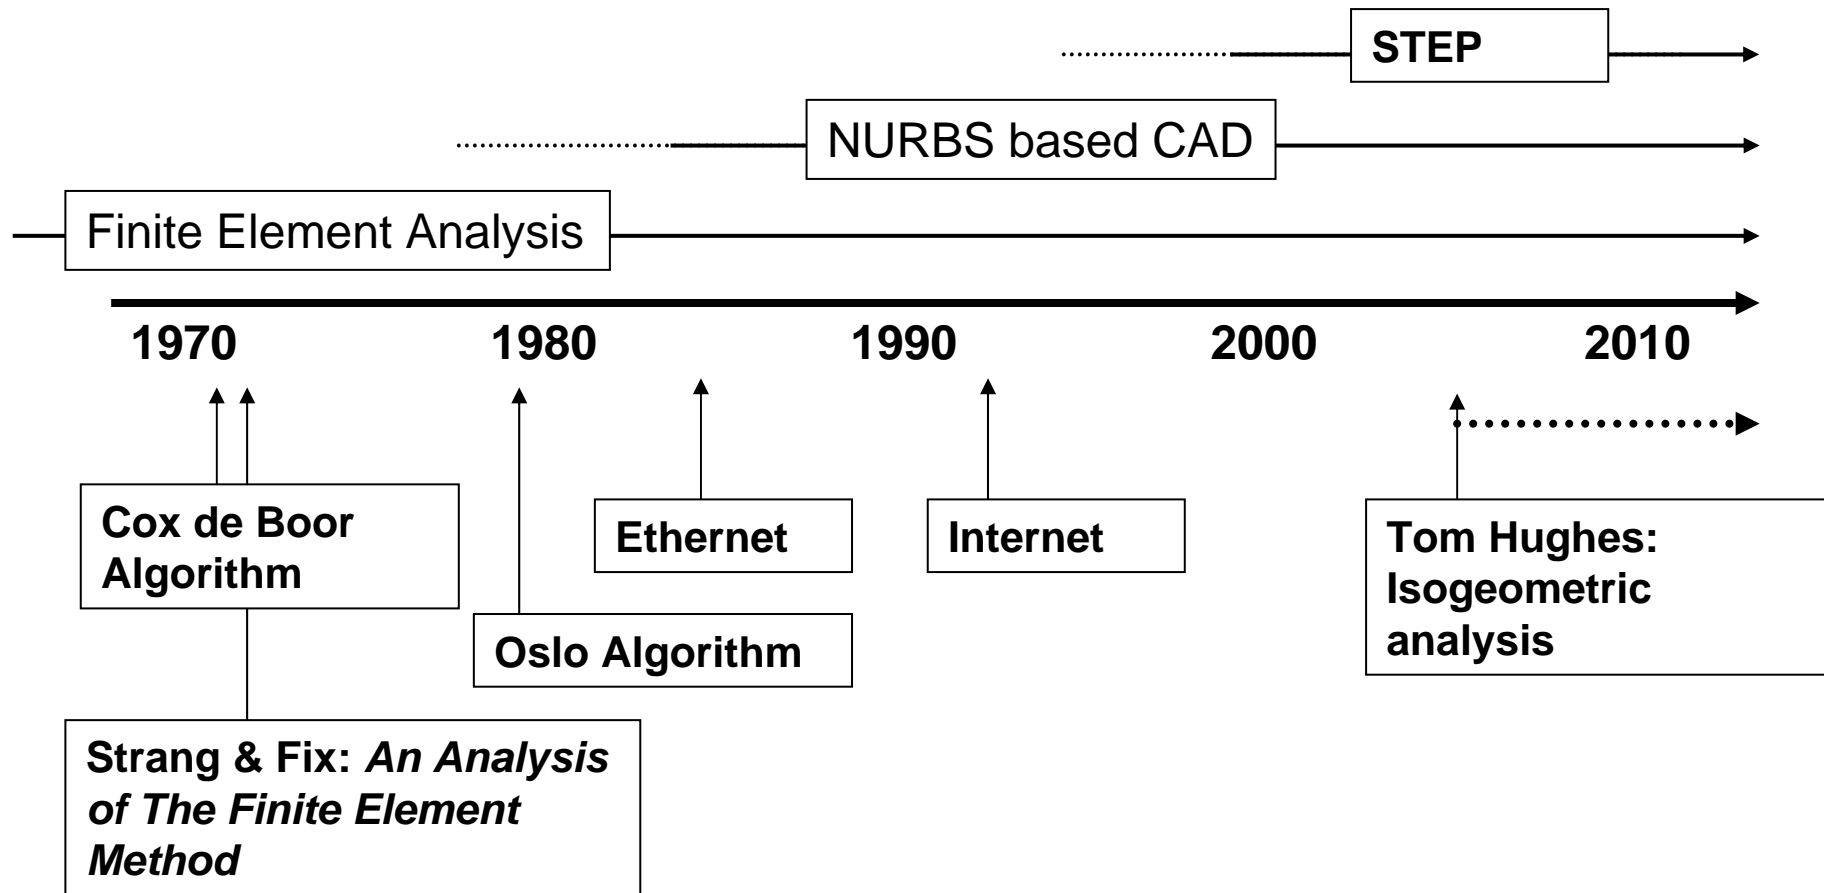 STEP
NURBS based CAD
Finite Element Analysis
1970 1980 1990 2000 2010
Cox de Boor
Algorithm
Ethernet
Internet
Tom Hughes:
Isogeometric
analysis
Oslo Algorithm
Strang & Fix: An Analysis
of The Finite Element
Method